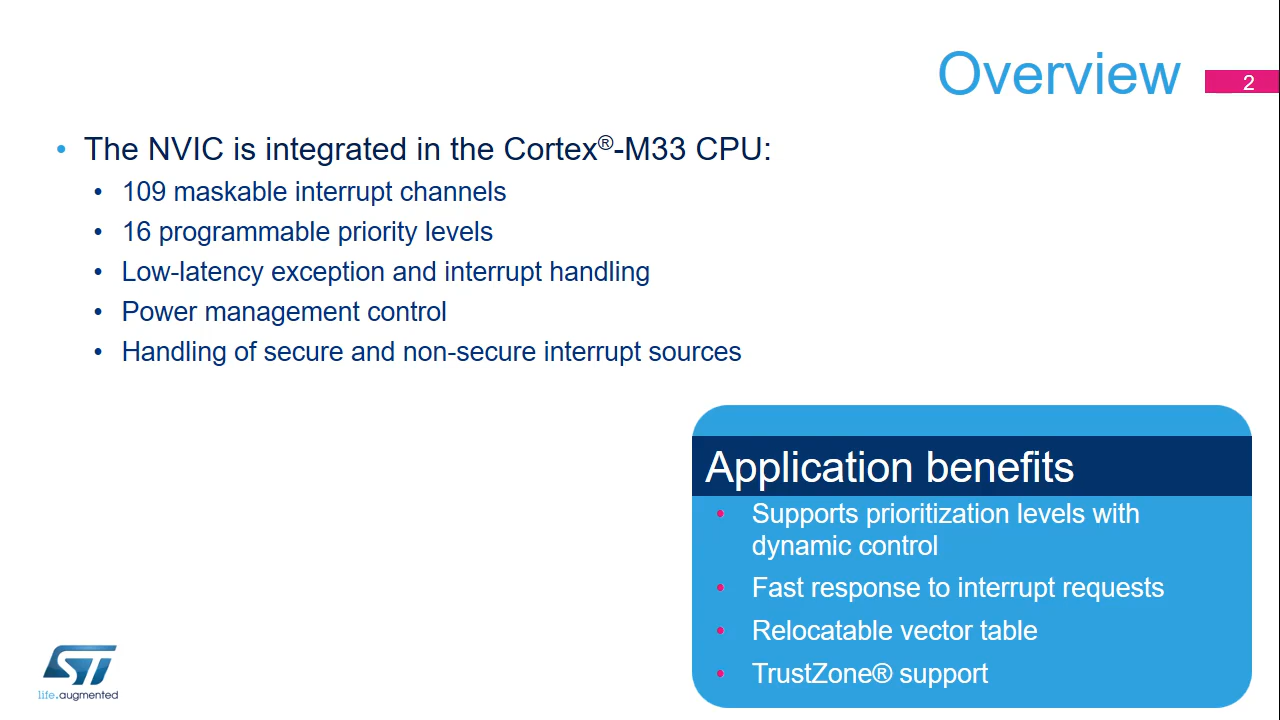 Overview
2
• The NVIC is integrated in the Cortex®-M33 CPU:
• 109 maskable interrupt channels
• 16 programmable priority levels
• Low-latency exception and interrupt handling
• Power management control
• Handling of secure and non-secure interrupt sources
Application benefits
• Supports prioritization levels with
dynamic control
• Fast response to interrupt requests
• Relocatable vector table
• TrustZone® support
ST
life.augmented